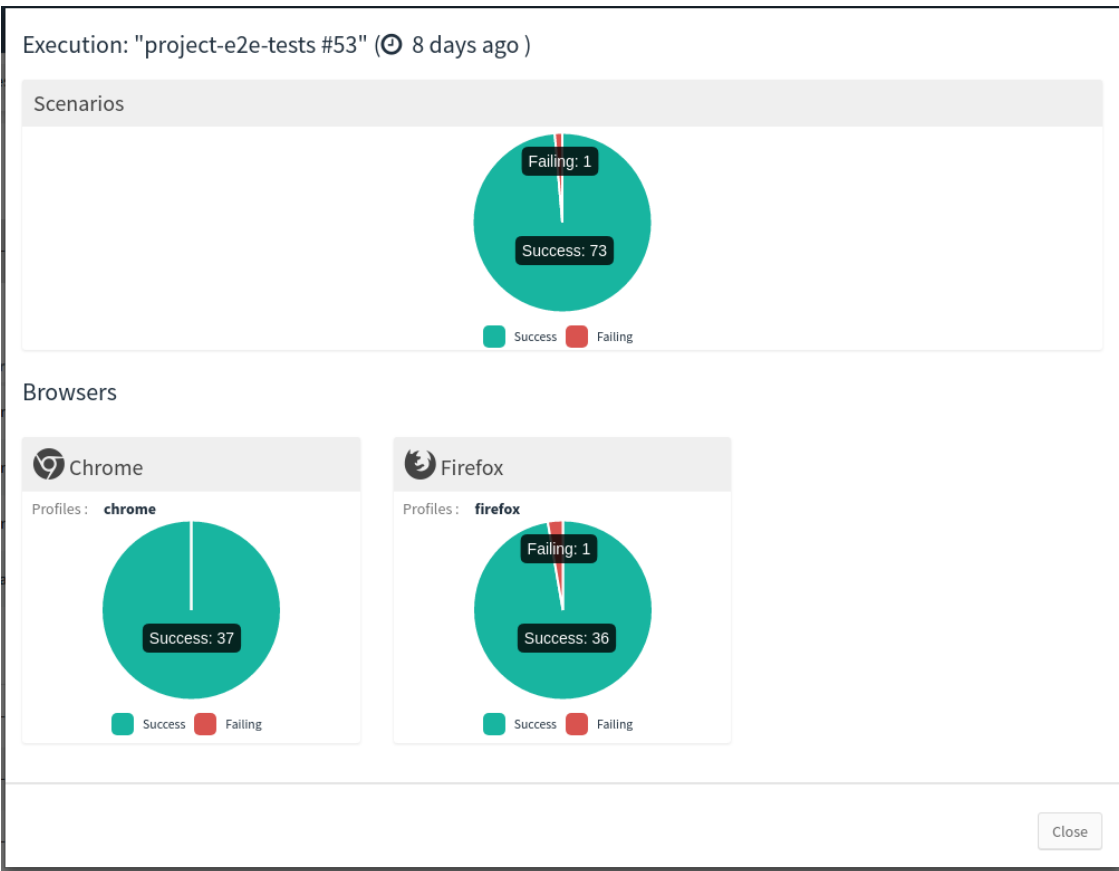 Execution: "project-e2e-tests #53" ( 8 days ago )
Scenarios
Failing: 1
Success: 73
Success Failing
Browsers
Chrome
Profiles : chrome
Success: 37
Success Failing
Firefox
Profiles : firefox
Failing: 1
Success: 36
Success Failing
Close